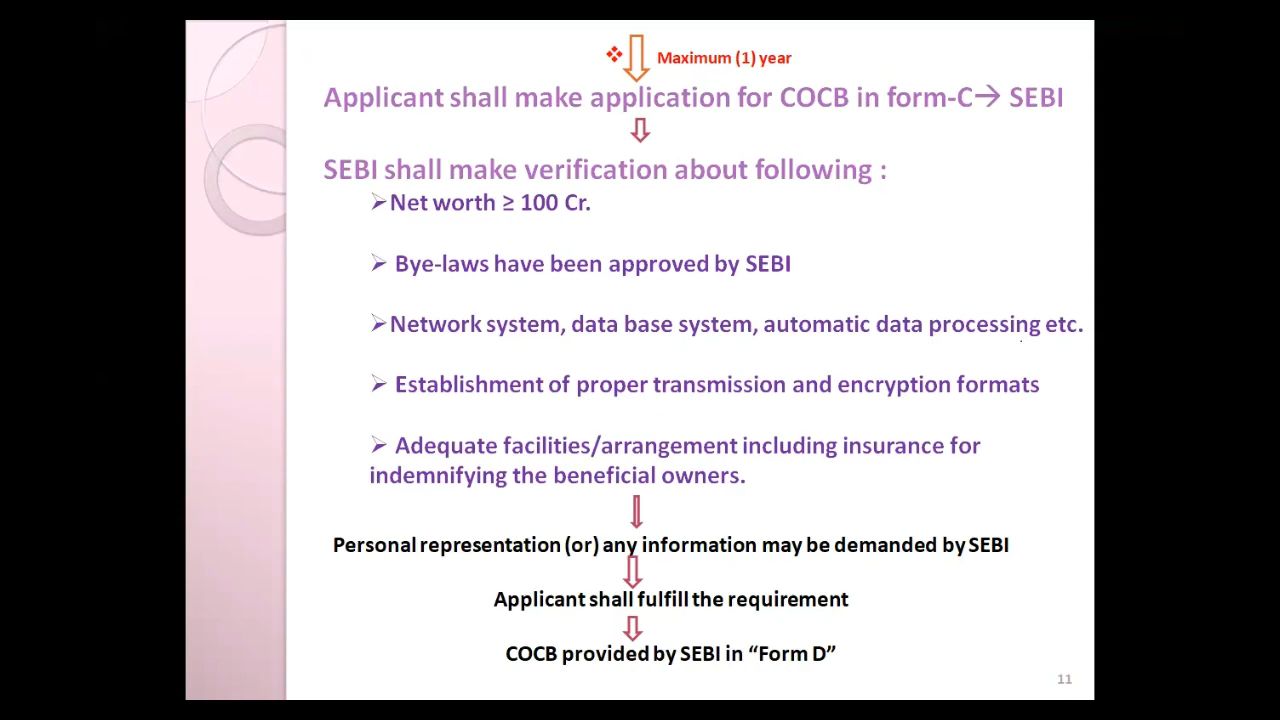 ❖ Maximum (1) year
Applicant shall make application for COCB in form-C→ SEBI
SEBI shall make verification about following :
➢Net worth ≥ 100 Cr.
➢ Bye-laws have been approved by SEBI
➢Network system, data base system, automatic data processing etc.
➢ Establishment of proper transmission and encryption formats
➢ Adequate facilities/arrangement including insurance for
indemnifying the beneficial owners.
Personal representation (or) any information may be demanded by SEBI
Applicant shall fulfill the requirement
COCB provided by SEBI in “Form D”
11